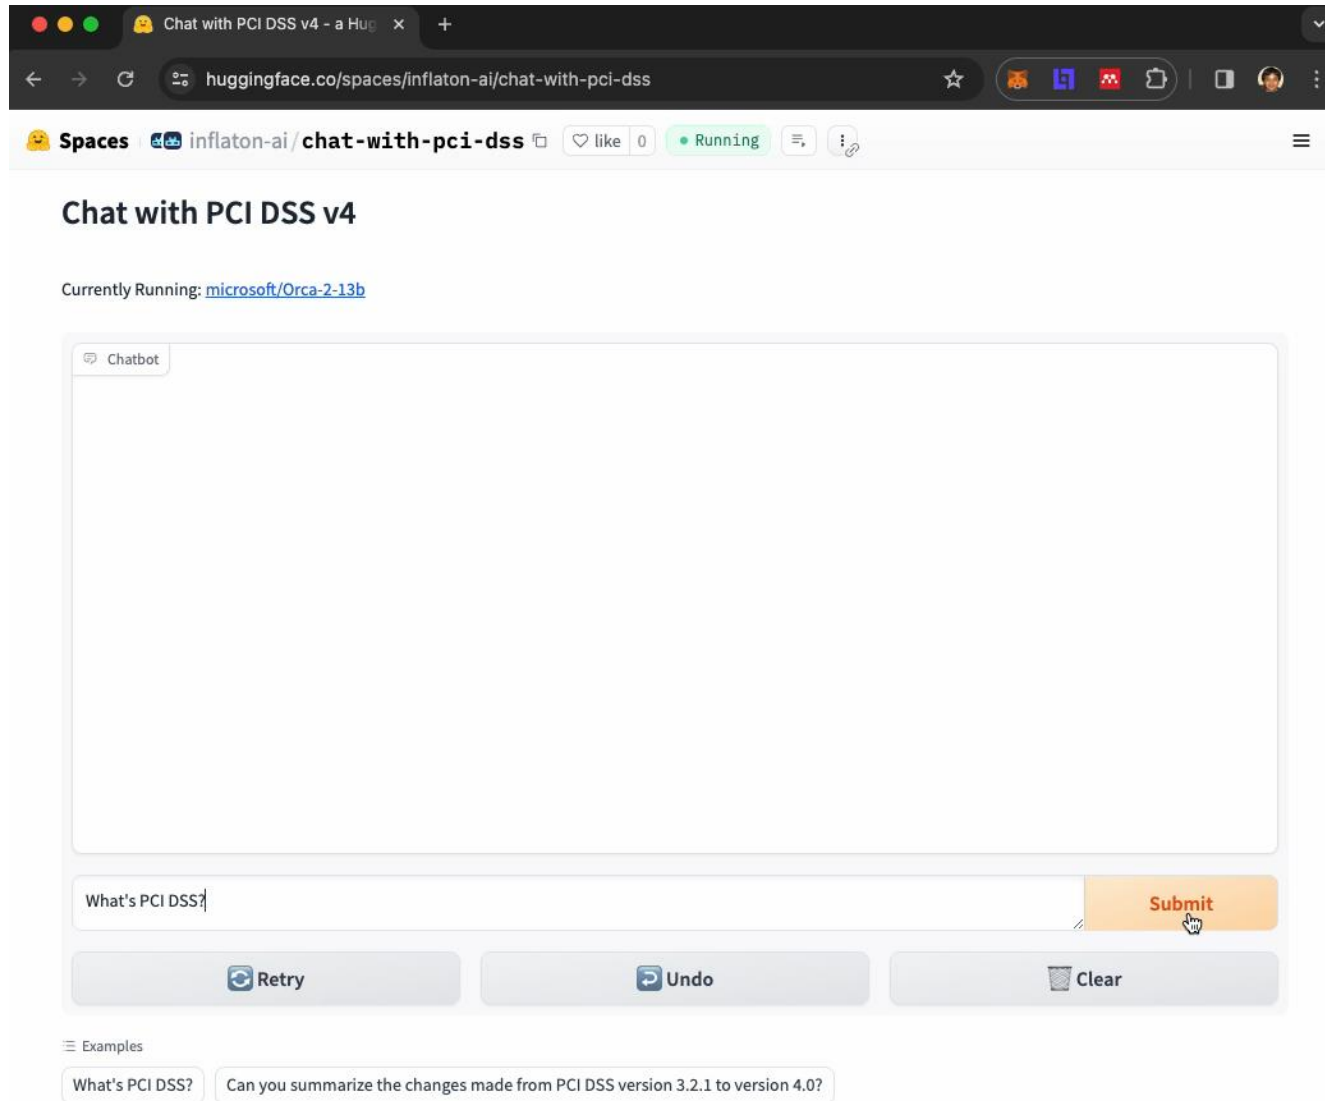 Chat with PCI DSS v4 - a Hug
huggingface.co/spaces/inflaton-ai/chat-with-pci-dss
Spaces inflaton-ai/chat-with-pci-dss like 0 Running
Chat with PCI DSS v4
Currently Running: microsoft/Orca-2-13b
Chatbot
What's PCI DSS?
Submit
Retry Undo Clear
Examples
What's PCI DSS? Can you summarize the changes made from PCI DSS version 3.2.1 to version 4.0?